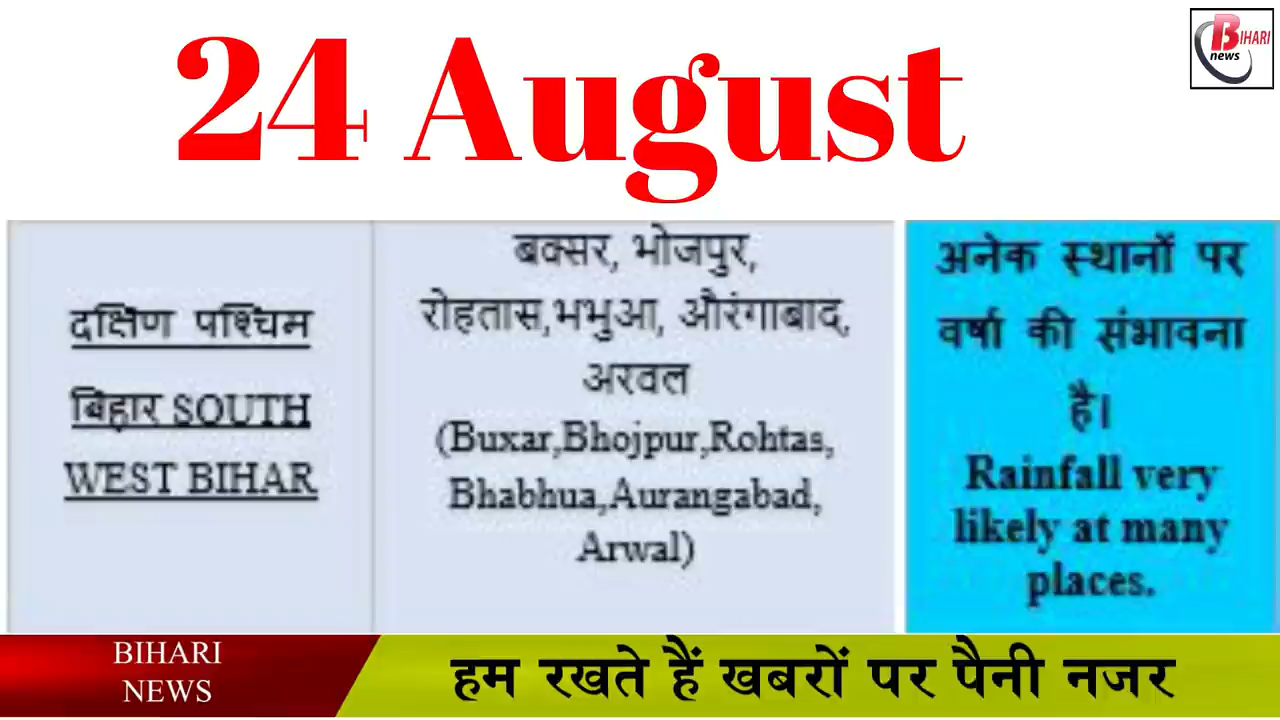 24 August
BIHARI
news
दक्षिण पश्चिम
बिहार SOUTH
WEST BIHAR
बक्सर, भोजपुर,
रोहतास,भभुआ, औरंगाबाद,
अरवल
(Buxar,Bhojpur,Rohtas,
Bhabhua,Aurangabad,
Arwal)
अनेक स्थानों पर
वर्षा की संभावना
है।
Rainfall very
likely at many
places.
BIHARI
NEWS
हम रखते हैं खबरों पर पैनी नजर